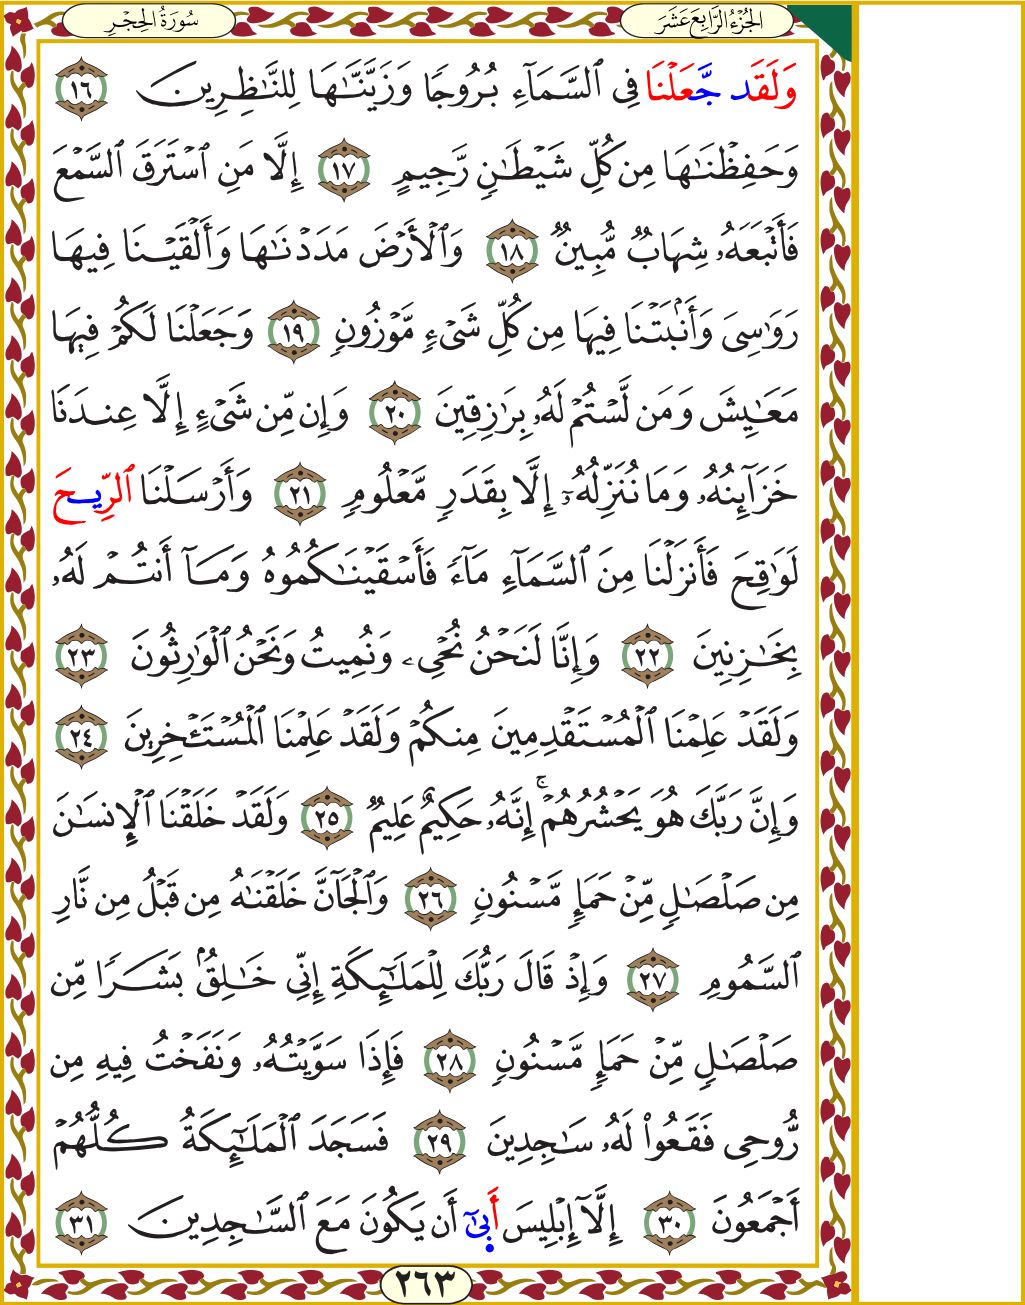 الجُزْءُ الرَّابِعَ عَشَرَ
سُورَةُ الحِجْرِ
وَلَقَد جَّعَلْنَا فِي ٱلسَّمَآءِ بُرُوجًا وَزَيَّنَّـٰهَا لِلنَّـٰظِرِينَ ١٦
وَحَفِظْنَـٰهَا مِن كُلِّ شَيْطَـٰنٍ رَّجِيمٍ ١٧ إِلَّا مَنِ ٱسْتَرَقَ ٱلسَّمْعَ
فَأَتْبَعَهُۥ شِهَابٌ مُّبِينٌ ١٨ وَٱلْأَرْضَ مَدَدْنَـٰهَا وَأَلْقَيْنَا فِيهَا
رَوَٰسِىَ وَأَنۢبَتْنَا فِيهَا مِن كُلِّ شَىْءٍ مَّوْزُونٍ ١٩ وَجَعَلْنَا لَكُمْ فِيهَا
مَعَـٰيِشَ وَمَن لَّسْتُمْ لَهُۥ بِرَٰزِقِينَ ٢٠ وَإِن مِّن شَىْءٍ إِلَّا عِندَنَا
خَزَآئِنُهُۥ وَمَا نُنَزِّلُهُۥٓ إِلَّا بِقَدَرٍ مَّعْلُومٍ ٢١ وَأَرْسَلْنَا ٱلرِّيحَ
لَوَٰقِحَ فَأَنزَلْنَا مِنَ ٱلسَّمَآءِ مَآءً فَأَسْقَيْنَـٰكُمُوهُ وَمَآ أَنتُمْ لَهُۥ
بِخَـٰزِنِينَ ٢٢ وَإِنَّا لَنَحْنُ نُحْىِۦ وَنُمِيتُ وَنَحْنُ ٱلْوَٰرِثُونَ ٢٣
وَلَقَدْ عَلِمْنَا ٱلْمُسْتَقْدِمِينَ مِنكُمْ وَلَقَدْ عَلِمْنَا ٱلْمُسْتَـْٔخِرِينَ ٢٤
وَإِنَّ رَبَّكَ هُوَ يَحْشُرُهُمْ ۚ إِنَّهُۥ حَكِيمٌ عَلِيمٌ ٢٥ وَلَقَدْ خَلَقْنَا ٱلْإِنسَـٰنَ
مِن صَلْصَـٰلٍ مِّنْ حَمَإٍ مَّسْنُونٍ ٢٦ وَٱلْجَآنَّ خَلَقْنَـٰهُ مِن قَبْلُ مِن نَّارِ
ٱلسَّمُومِ ٢٧ وَإِذْ قَالَ رَبُّكَ لِلْمَلَـٰٓئِكَةِ إِنِّى خَـٰلِقٌۢ بَشَرًا مِّن
صَلْصَـٰلٍ مِّنْ حَمَإٍ مَّسْنُونٍ ٢٨ فَإِذَا سَوَّيْتُهُۥ وَنَفَخْتُ فِيهِ مِن
رُّوحِى فَقَعُوا۟ لَهُۥ سَـٰجِدِينَ ٢٩ فَسَجَدَ ٱلْمَلَـٰٓئِكَةُ كُلُّهُمْ
أَجْمَعُونَ ٣٠ إِلَّآ إِبْلِيسَ أَبَىٰٓ أَن يَكُونَ مَعَ ٱلسَّـٰجِدِينَ ٣١
٢٦٣